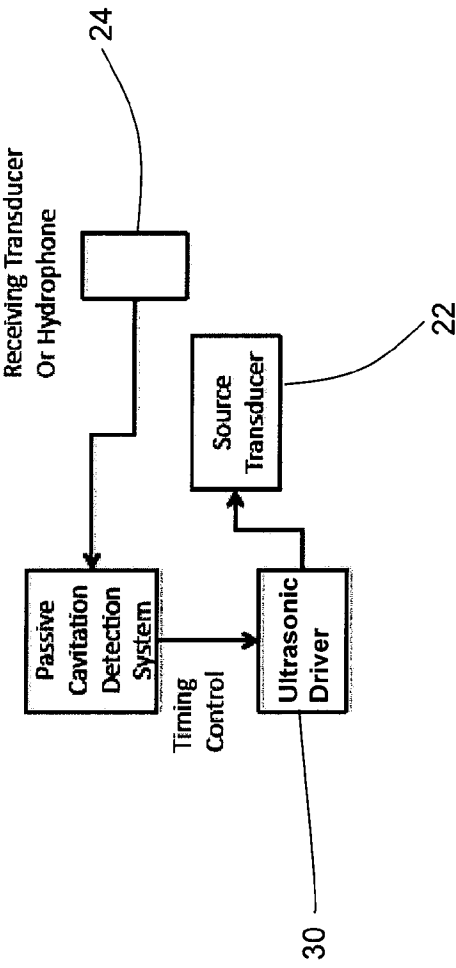 Receiving Transducer
Or Hydrophone
24
Passive
Cavitation
Detection
System
Source
Transducer
22
Timing
Control
Ultrasonic
Driver
30